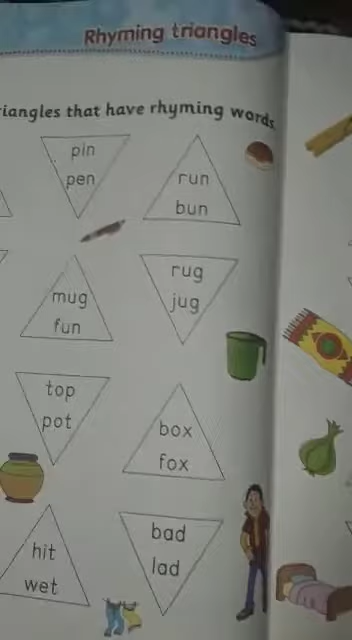 Rhyming triangles
iangles that have rhyming words.
pin
pen
run
bun
mug
fun
rug
jug
top
pot
box
fox
hit
wet
bad
lad